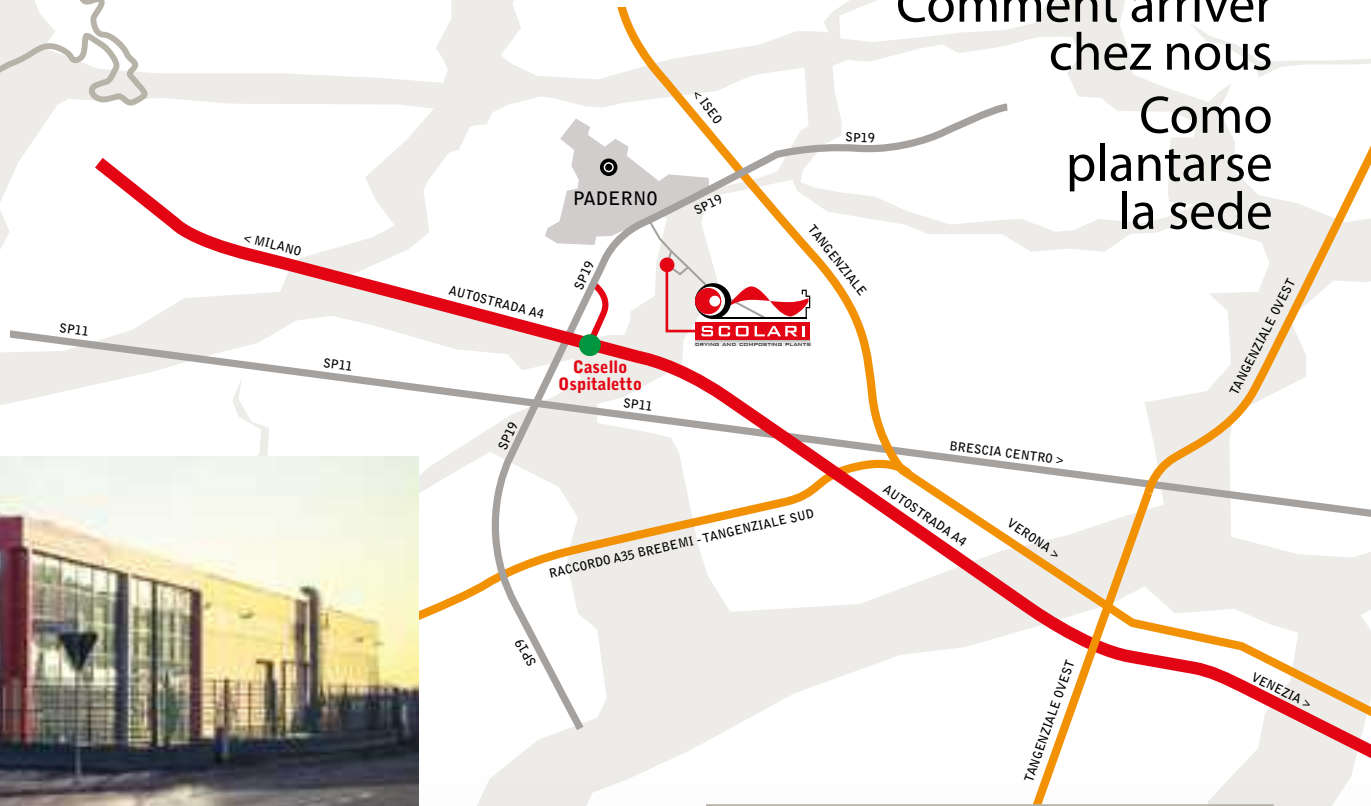 Comment arriver
chez nous
Como
plantarse
la sede
< ISEO
SP19
PADERNO
SP19
TANGENZIALE
< MILANO
SP19
AUTOSTRADA A4
SCOLARI
DRYING AND COMPOSTING PLANTS
TANGENZIALE OVEST
SP11
SP11
Casello
Ospitaletto
SP11
SP19
BRESCIA CENTRO >
AUTOSTRADA A4
VERONA >
RACCORDO A35 BREBEMI - TANGENZIALE SUD
SP19
TANGENZIALE OVEST
VENEZIA >